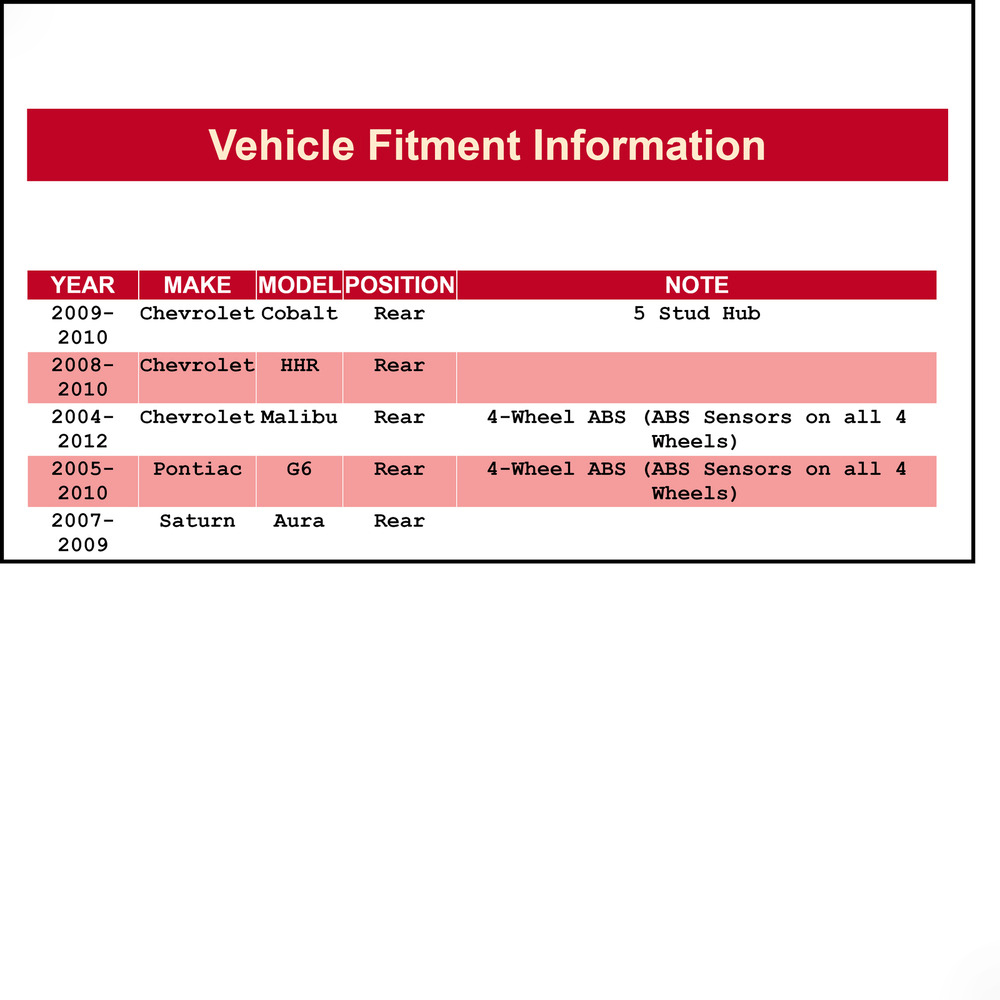 Vehicle Fitment Information
YEAR MAKE MODEL POSITION NOTE
2009- Chevrolet Cobalt Rear 5 Stud Hub
2010
2008- Chevrolet HHR Rear
2010
2004- Chevrolet Malibu Rear 4-Wheel ABS (ABS Sensors on all 4
2012 Wheels)
2005- Pontiac G6 Rear 4-Wheel ABS (ABS Sensors on all 4
2010 Wheels)
2007- Saturn Aura Rear
2009